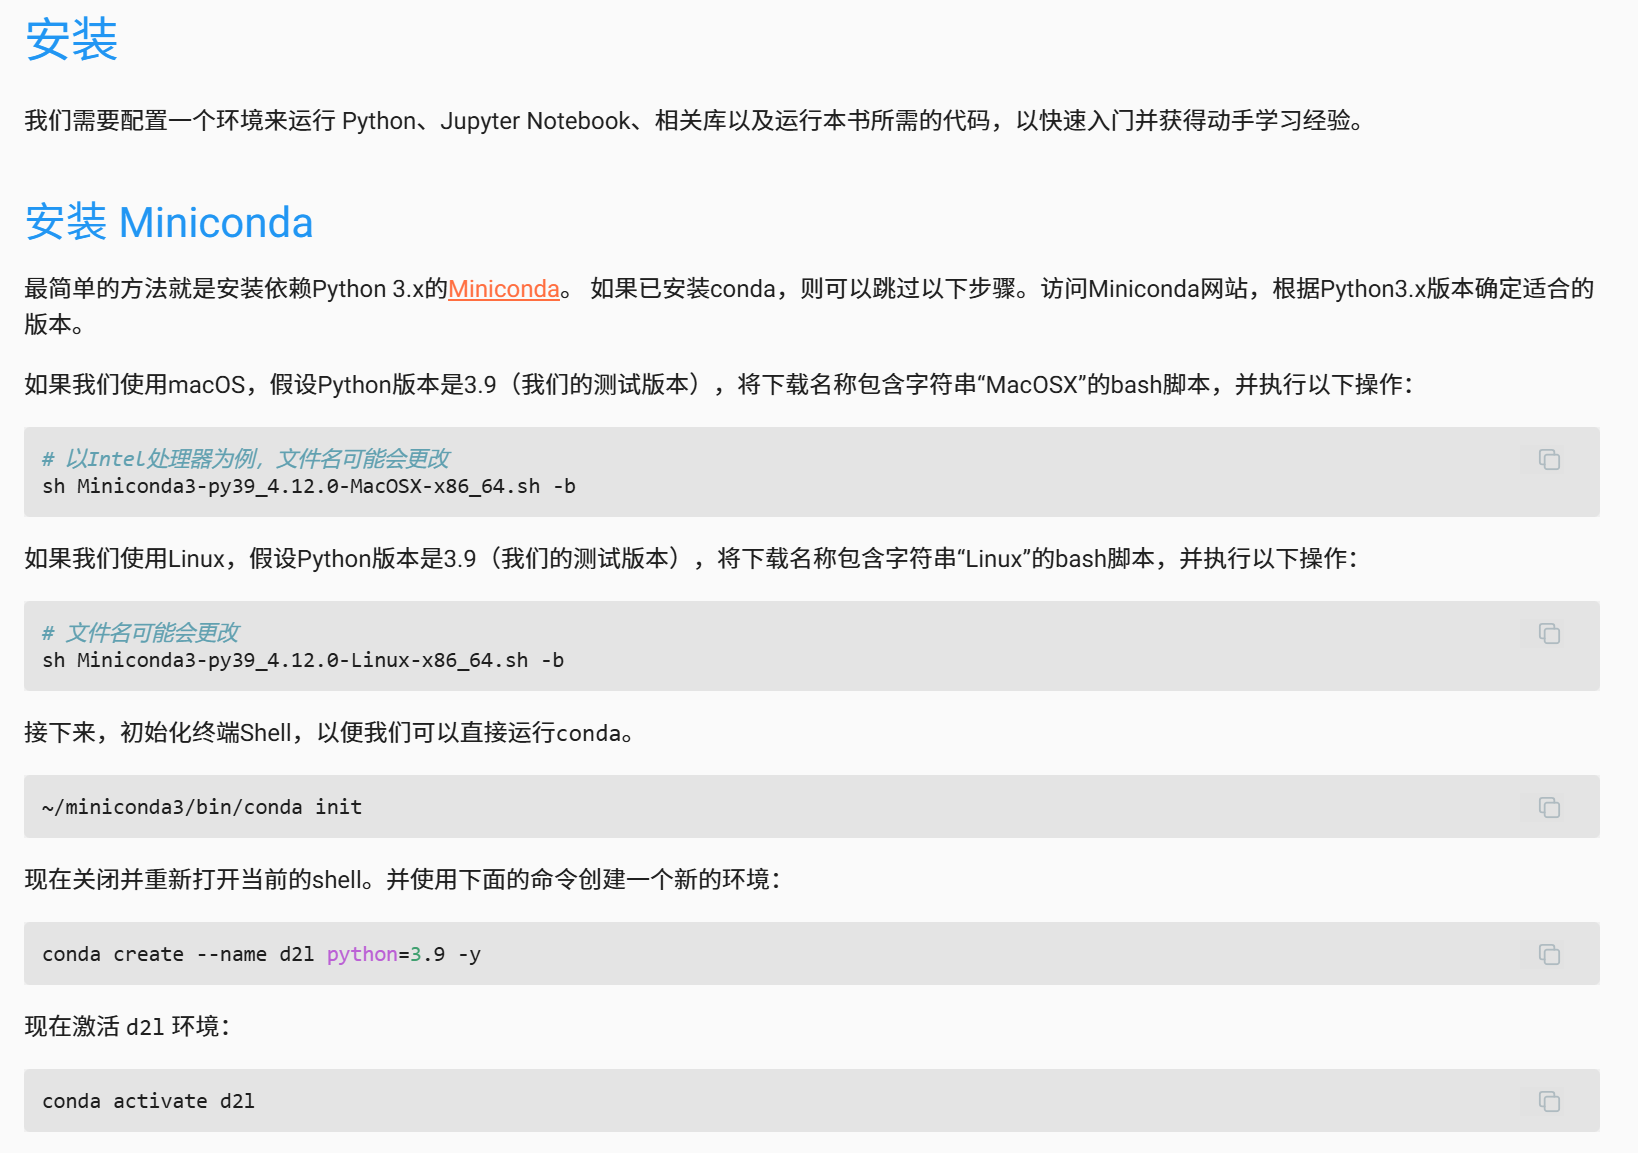 安装
我们需要配置一个环境来运行 Python、Jupyter Notebook、相关库以及运行本书所需的代码，以快速入门并获得动手学习经验。
安装 Miniconda
最简单的方法就是安装依赖Python 3.x的Miniconda。 如果已安装conda，则可以跳过以下步骤。访问Miniconda网站，根据Python3.x版本确定适合的
版本。
如果我们使用macOS，假设Python版本是3.9（我们的测试版本），将下载名称包含字符串“MacOSX”的bash脚本，并执行以下操作：
# 以Intel处理器为例，文件名可能会更改
sh Miniconda3-py39_4.12.0-MacOSX-x86_64.sh -b
如果我们使用Linux，假设Python版本是3.9（我们的测试版本），将下载名称包含字符串“Linux”的bash脚本，并执行以下操作：
# 文件名可能会更改
sh Miniconda3-py39_4.12.0-Linux-x86_64.sh -b
接下来，初始化终端Shell，以便我们可以直接运行conda。
~/miniconda3/bin/conda init
现在关闭并重新打开当前的shell。并使用下面的命令创建一个新的环境：
conda create --name d2l python=3.9 -y
现在激活 d2l 环境：
conda activate d2l